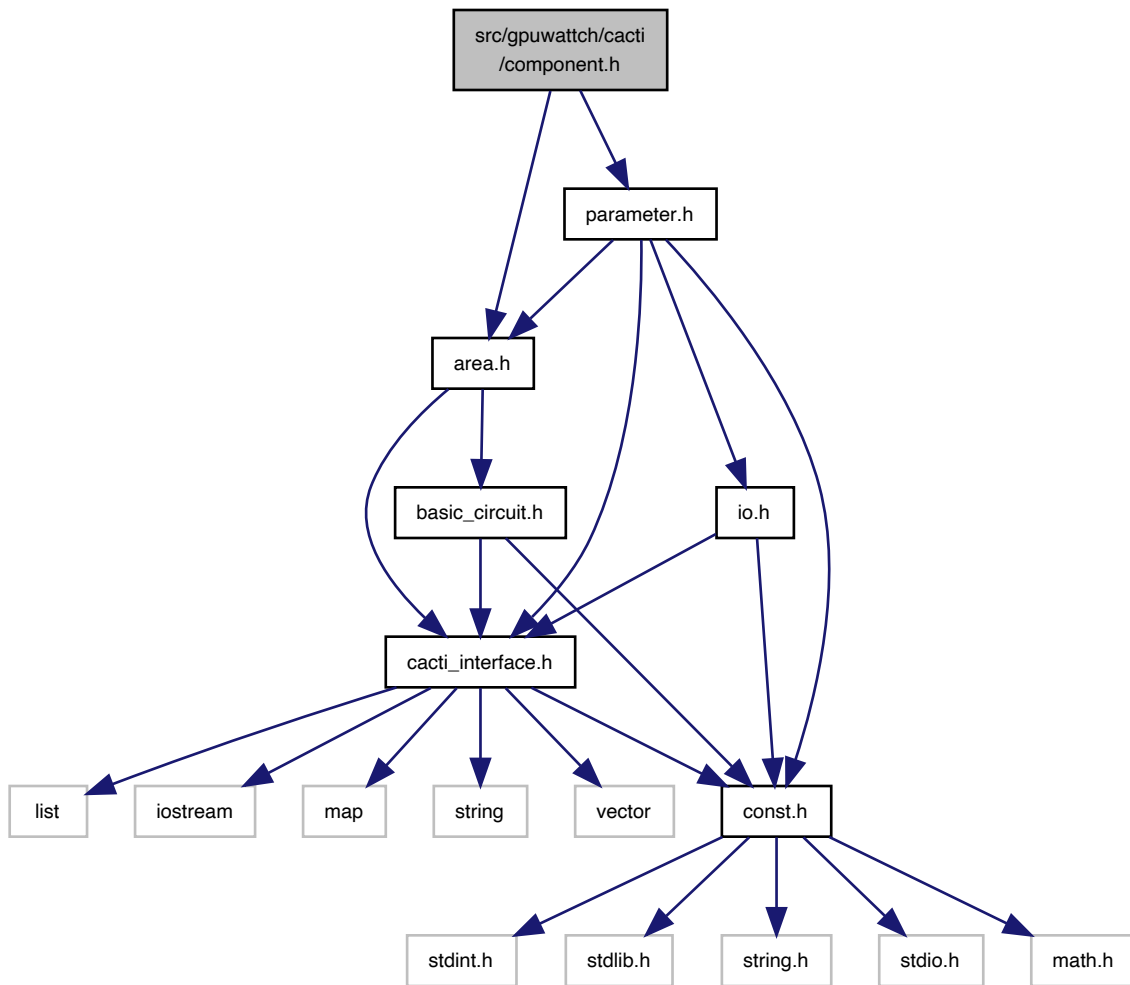 src/gpuwattch/cacti
/component.h
parameter.h
area.h
basic_circuit.h
io.h
cacti_interface.h
list
iostream
map
string
vector
const.h
stdint.h
stdlib.h
string.h
stdio.h
math.h